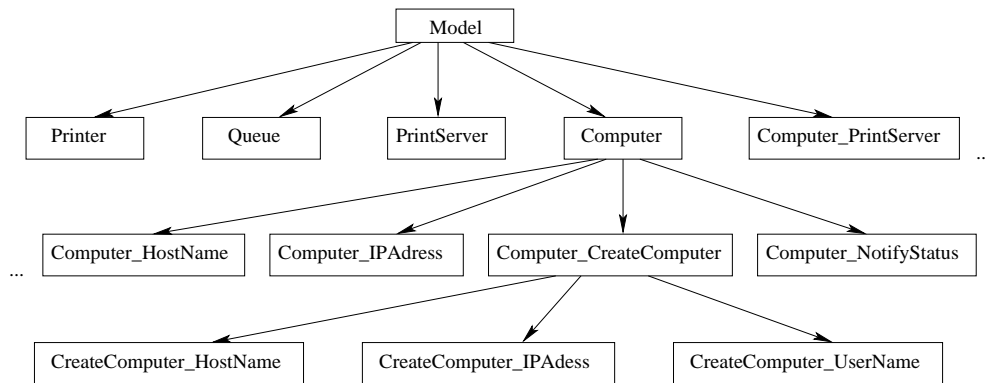 Model
Printer
Queue
PrintServer
Computer
Computer_PrintServer
..
Computer_HostName
Computer_IPAdress
Computer_CreateComputer
Computer_NotifyStatus
...
CreateComputer_HostName
CreateComputer_IPAdess
CreateComputer_UserName